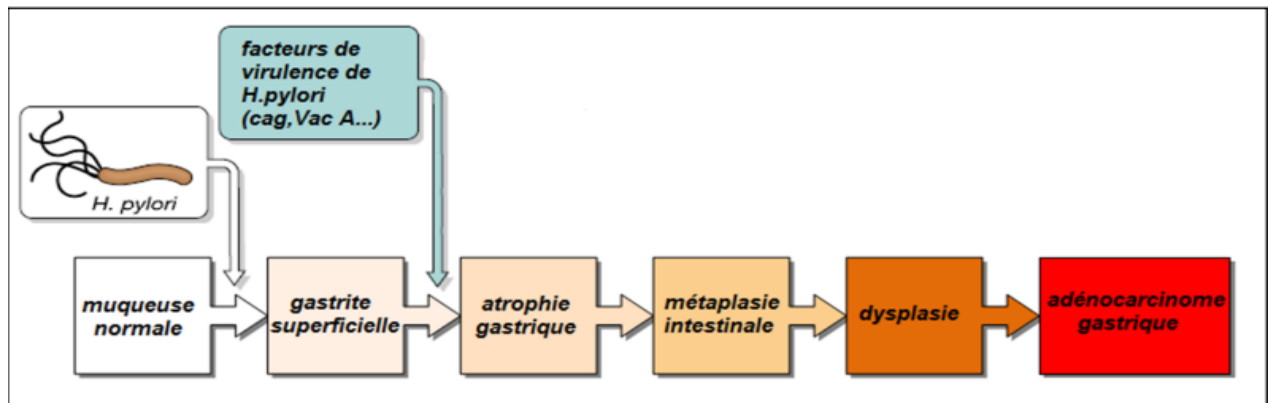 facteurs de
virulence de
H.pylori
(cag,Vac A...)
H. pylori
muqueuse
normale
gastrite
superficielle
atrophie
gastrique
métaplasie
intestinale
dysplasie
adénocarcinome
gastrique